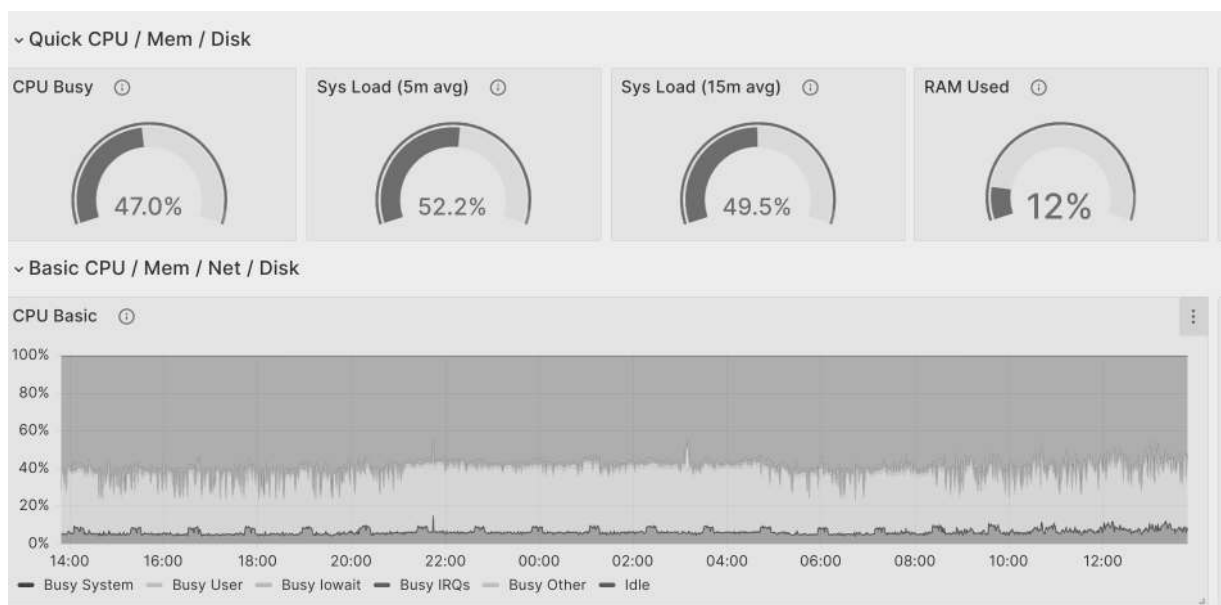 Quick CPU / Mem / Disk
CPU Busy
Sys Load (5m avg)
Sys Load (15m avg)
RAM Used
47.0%
52.2%
49.5%
12%
Basic CPU / Mem / Net / Disk
CPU Basic
100%
80%
60%
40%
20%
0%
14:00 16:00 18:00 20:00 22:00 00:00 02:00 04:00 06:00 08:00 10:00 12:00
Busy System Busy User Busy Iowait Busy IRQs Busy Other Idle